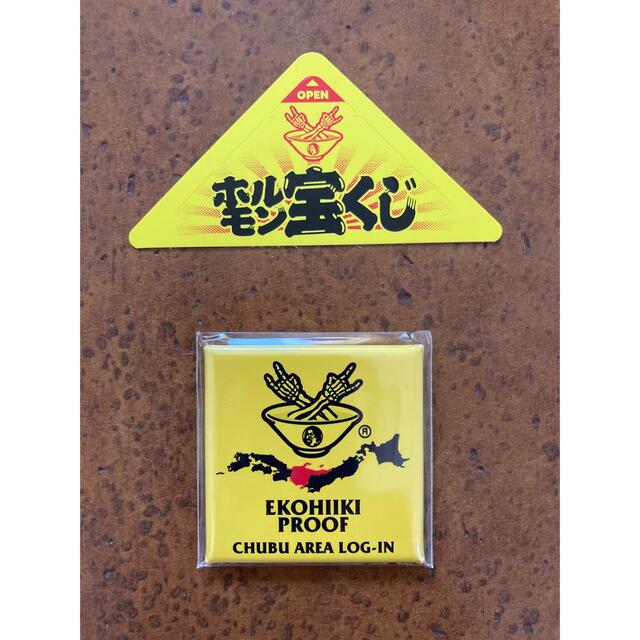 OPEN
ホルモン宝くじ
®
EKOHIIKI
PROOF
CHUBU AREA LOG-IN